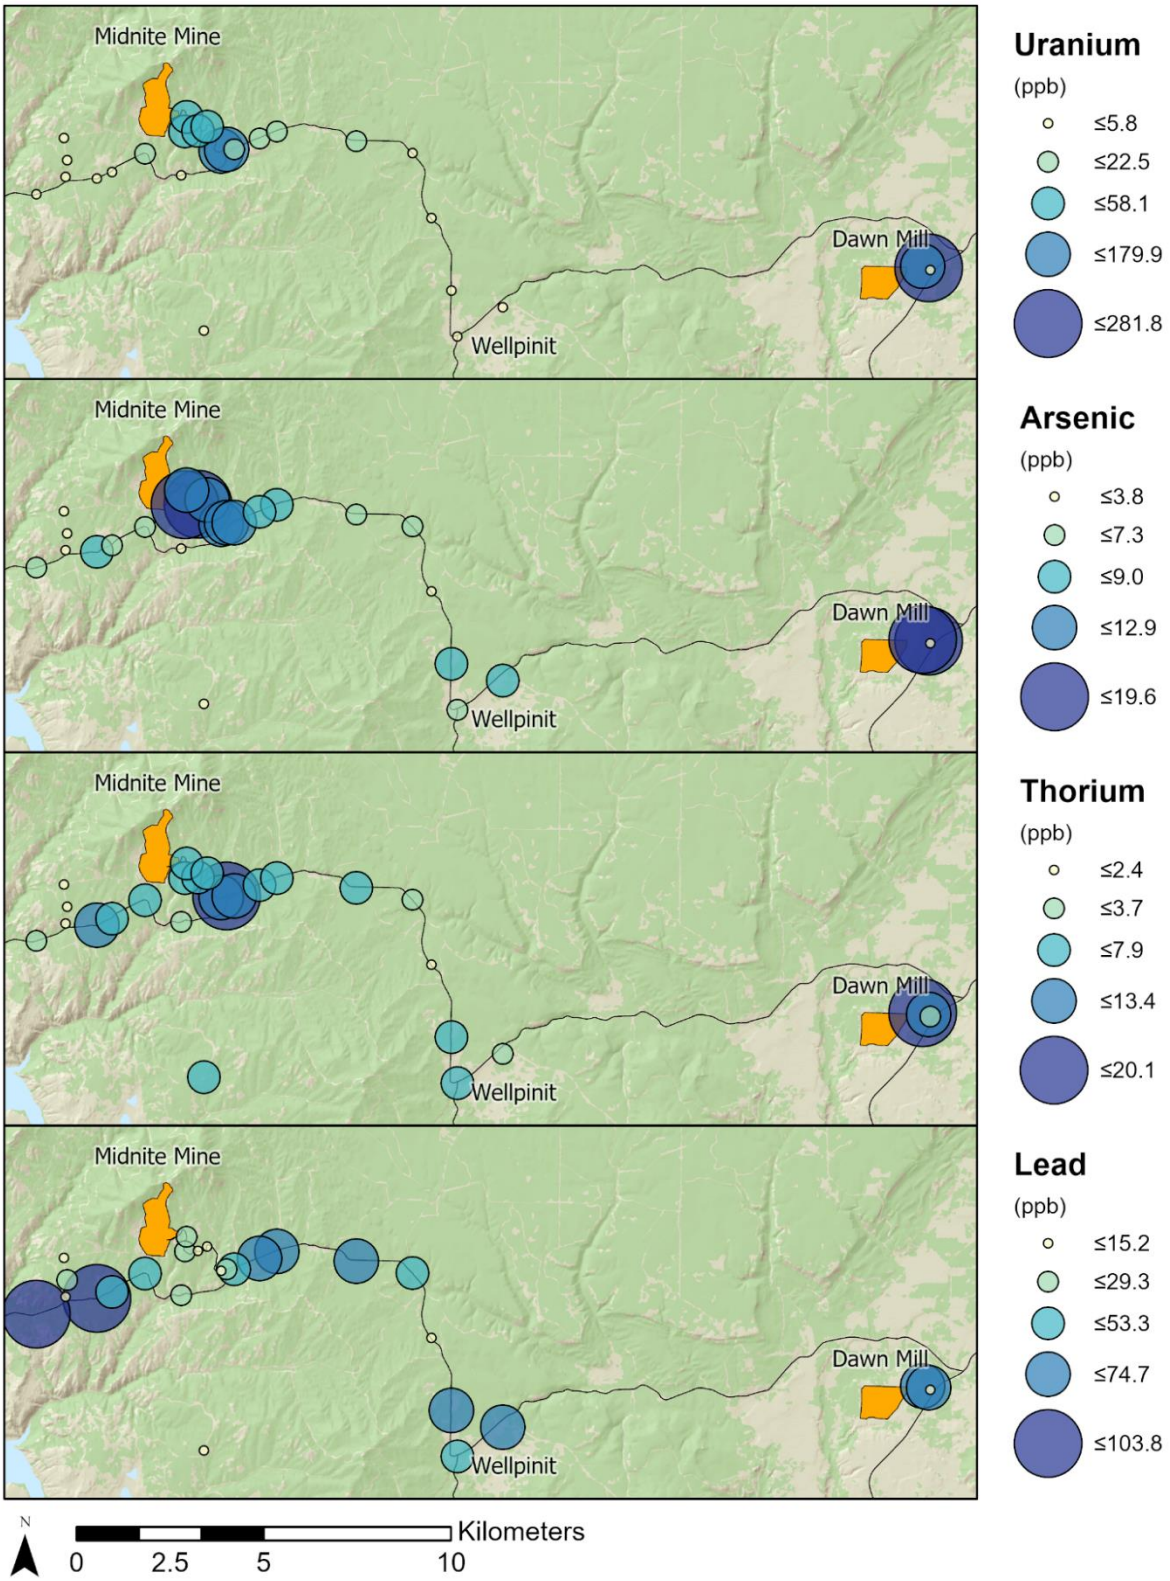 Midnite Mine
Dawn Mill
Wellpinit
Uranium
(ppb)
≤5.8
≤22.5
≤58.1
≤179.9
≤281.8
Midnite Mine
Dawn Mill
Wellpinit
Arsenic
(ppb)
≤3.8
≤7.3
≤9.0
≤12.9
≤19.6
Midnite Mine
Dawn Mill
Wellpinit
Thorium
(ppb)
≤2.4
≤3.7
≤7.9
≤13.4
≤20.1
Midnite Mine
Dawn Mill
Wellpinit
Lead
(ppb)
≤15.2
≤29.3
≤53.3
≤74.7
≤103.8
N
Kilometers
0 2.5 5 10